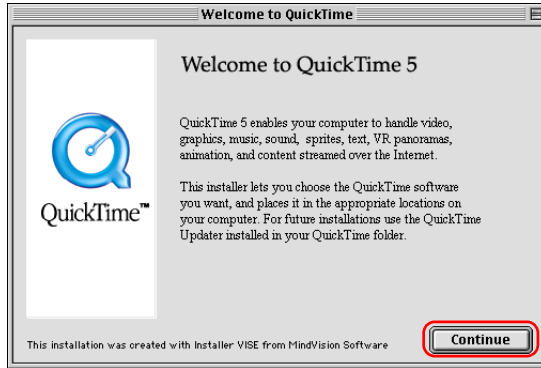 Welcome to QuickTime
Welcome to QuickTime 5
QuickTime 5 enables your computer to handle video,
graphics, music, sound, sprites, text, VR panoramas,
animation, and content streamed over the Internet.
This installer lets you choose the QuickTime software
you want, and places it in the appropriate locations on
your computer. For future installations use the QuickTime
Updater installed in your QuickTime folder.
QuickTime™
This installation was created with Installer VISE from MindVision Software
Continue